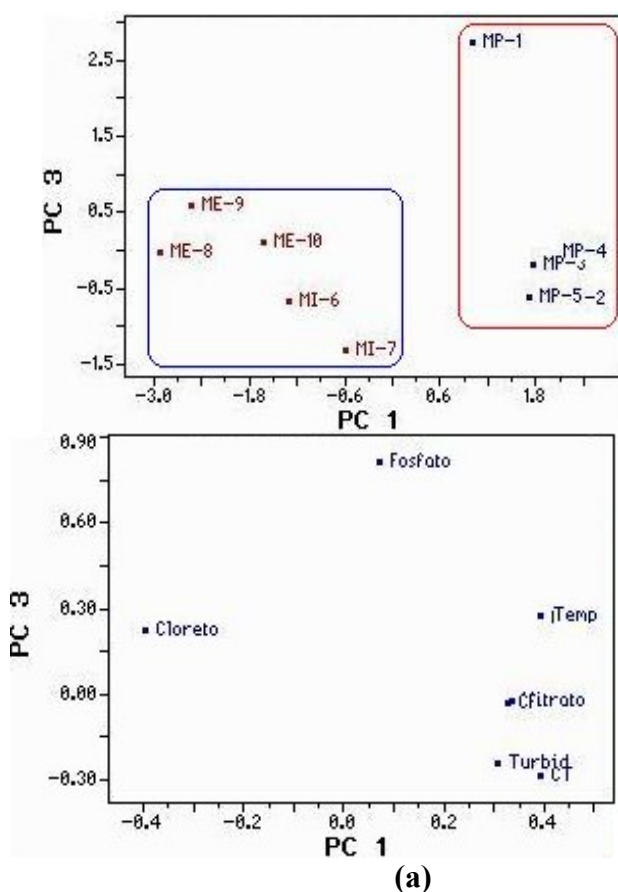 PC 3
2.5
1.5
0.5
-0.5
-1.5
MP-1
ME-9
ME-8
ME-10
MI-6
MI-7
MP-4
MP-3
MP-5-2
-3.0 -1.8 -0.6 0.6 1.8
PC 1
PC 3
0.90
0.60
0.30
0.00
-0.30
Fosfato
Cloreto
Temp
Turbid
CT
-0.4 -0.2 0.0 0.2 0.4
PC 1
(a)